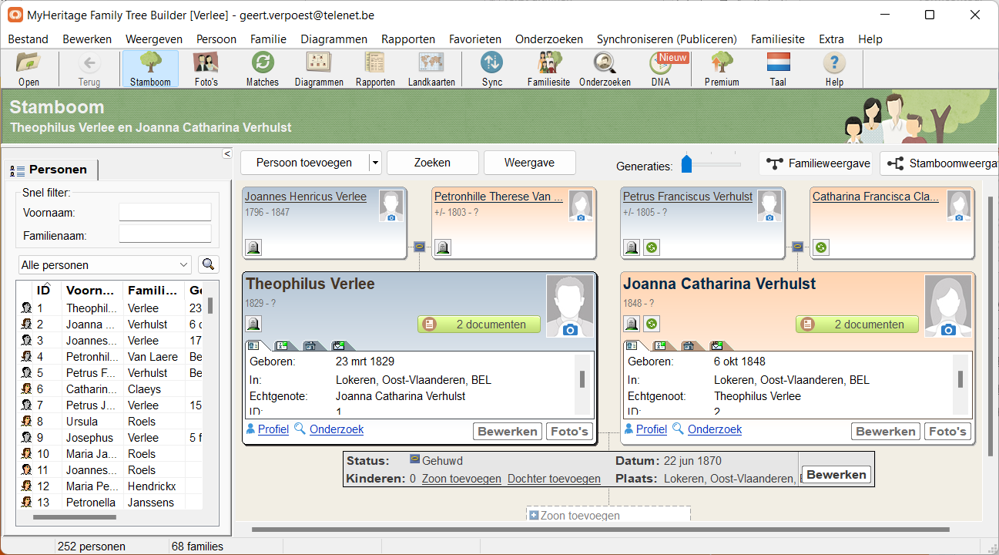 MyHeritage Family Tree Builder [Verlee] - geert.verpoest@telenet.be
Bestand Bewerken Weergeven Persoon Familie Diagrammen Rapporten Favorieten Onderzoeken Synchroniseren (Publiceren) Familiesite Extra Help
Nieuw
Open Terug Stamboom Foto's Matches Diagrammen Rapporten Landkaarten Sync Familiesite Onderzoeken DNA Premium Taal Help
Stamboom
Theophilus Verlee en Joanna Catharina Verhulst
<
Personen
Snel filter:
Voornaam:
Familienaam:
Alle personen
ID Voorn... Famili... Ge
1 Theophil... Verlee 23
2 Joanna ... Verhulst 6 o
3 Joannes... Verlee 17
4 Petronhil... Van Laere Be
5 Petrus F... Verhulst Be
6 Catharin... Claeys
7 Petrus J... Verlee 15
8 Ursula Roels
9 Josephus Verlee 5 f
10 Maria Ja... Roels
11 Joannes... Roels
12 Maria Pe... Hendrickx
13 Petronella Janssens
Persoon toevoegen Zoeken Weergave Generaties: Familieweergave Stamboomweerga
Joannes Henricus Verlee
1796 - 1847
Petronhille Therese Van ...
+/- 1803 - ?
Petrus Franciscus Verhulst
+/- 1805 - ?
Catharina Francisca Cla...
Theophilus Verlee
1829 - ?
2 documenten
Geboren: 23 mrt 1829
In: Lokeren, Oost-Vlaanderen, BEL
Echtgenote: Joanna Catharina Verhulst
ID: 1
Profiel Onderzoek Bewerken Foto's
Joanna Catharina Verhulst
1848 - ?
2 documenten
Geboren: 6 okt 1848
In: Lokeren, Oost-Vlaanderen, BEL
Echtgenoot: Theophilus Verlee
ID: 2
Profiel Onderzoek Bewerken Foto's
Status: Gehuwd Datum: 22 jun 1870
Kinderen: 0 Zoon toevoegen Dochter toevoegen Plaats: Lokeren, Oost-Vlaanderen, Bewerken
Zoon toevoegen
252 personen 68 families